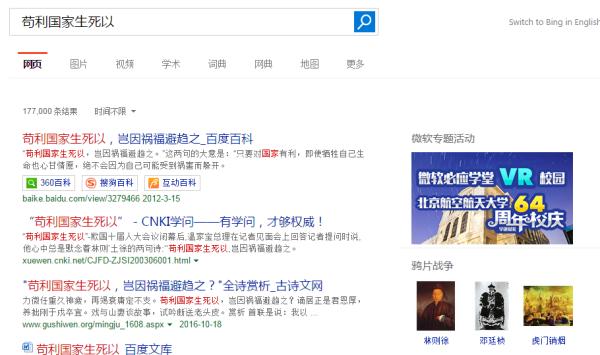 苟利国家生死以
Switch to Bing in English
网页 图片 视频 学术 词典 网典 地图 更多
177,000 条结果 时间不限
苟利国家生死以，岂因祸福避趋之_百度百科
"苟利国家生死以，岂因祸福避趋之。"这两句的大意是："只要对国家有利，即使牺牲自己生
命也心甘情愿，绝不会因为自己可能受到祸害而躲开。
360百科 搜狗百科 互动百科
baike.baidu.com/view/3279466 2012-3-15
“苟利国家生死以” - CNKI学问——有学问，才够权威！
"苟利国家生死以"-欺国十届人大会议闭幕后,温家宝总理在记者见面会上回答记者提问时说,
他心中总是默念着林则土徐的两句诗:"苟利国家生死以,岂因祸福避趋之。
xuewen.cnki.net/CJFD-ZJSI200306001.html
"苟利国家生死以，岂因祸福避趋之？"全诗赏析_古诗文网
力微任重久神疲，再竭衰庸定不支。苟利国家生死以，岂因祸福避趋之？谪居正是君恩厚，
养拙刚于戍卒宜。戏与山妻谈故事，试吟断送老头皮。赏析 首联是说：我以 ...
www.gushiwen.org/mingju_1608.aspx 2016-10-18
苟利国家生死以_百度文库
微软专题活动
微软必应学堂 VR 校园
北京航空航天大学 64
周年校庆
鸦片战争
林则徐 邓廷桢 虎门销烟